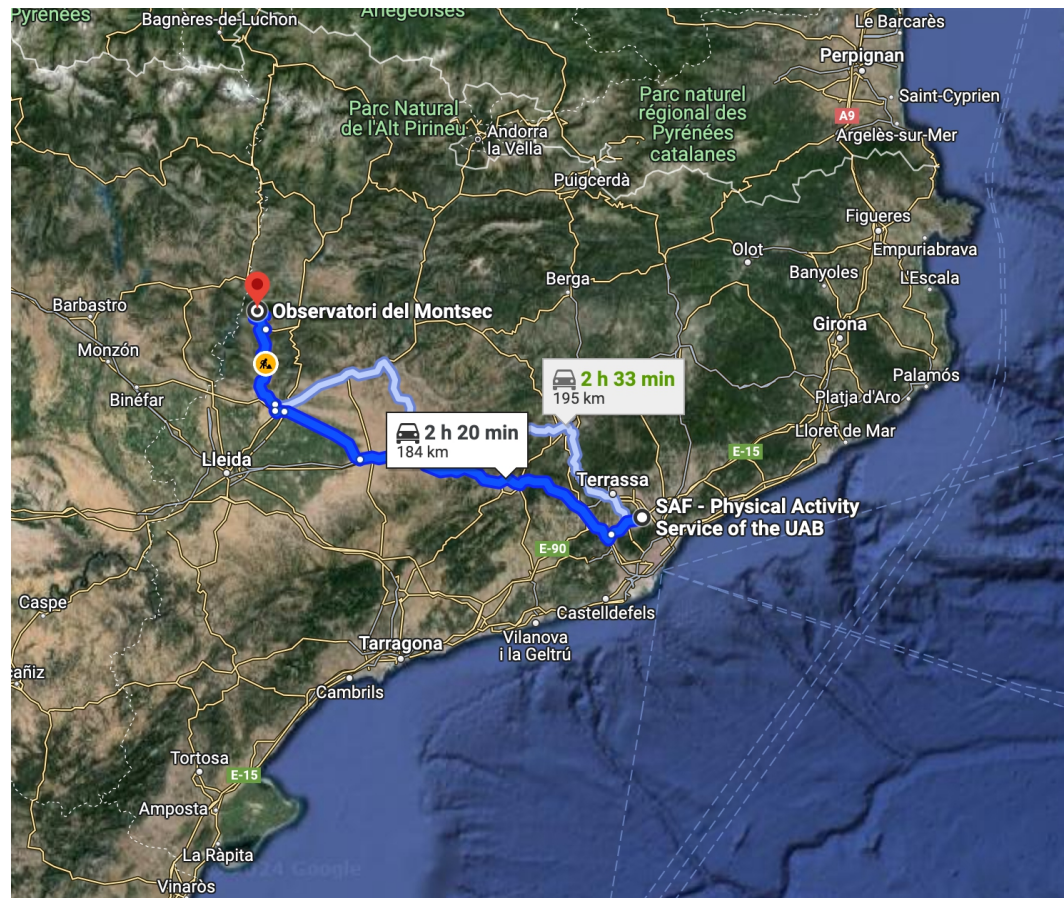 Pyrénées
Bagnères-de-Luchon
Ariégeoises
Le Barcarès
Perpignan
Parc Natural
de l'Alt Pirineu
Andorra
la Vella
Parc naturel
régional des
Pyrénées
catalanes
Saint-Cyprien
A9
Argelès-sur-Mer
Puigcerdà
Figueres
Empuriabrava
Olot
Banyoles
L'Escala
Berga
Barbastro
Observatori del Montsec
Girona
Monzón
Binéfar
2 h 33 min
195 km
Palamós
Platja d'Aro
Lloret de Mar
2 h 20 min
184 km
E-15
Lleida
Terrassa
SAF - Physical Activity
Service of the UAB
E-90
Caspe
Castelldefels
Vilanova
i la Geltrú
Tarragona
cañiz
Cambrils
Tortosa
E-15
Amposta
La Ràpita
Google
Vinaròs